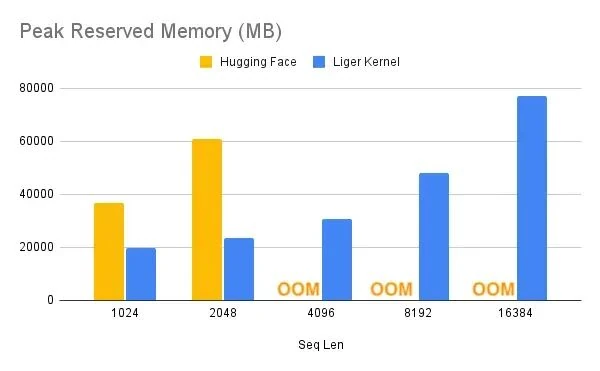 Peak Reserved Memory (MB)
Hugging Face
Liger Kernel
80000
60000
40000
20000
0
OOM
OOM
OOM
1024
2048
4096
8192
16384
Seq Len